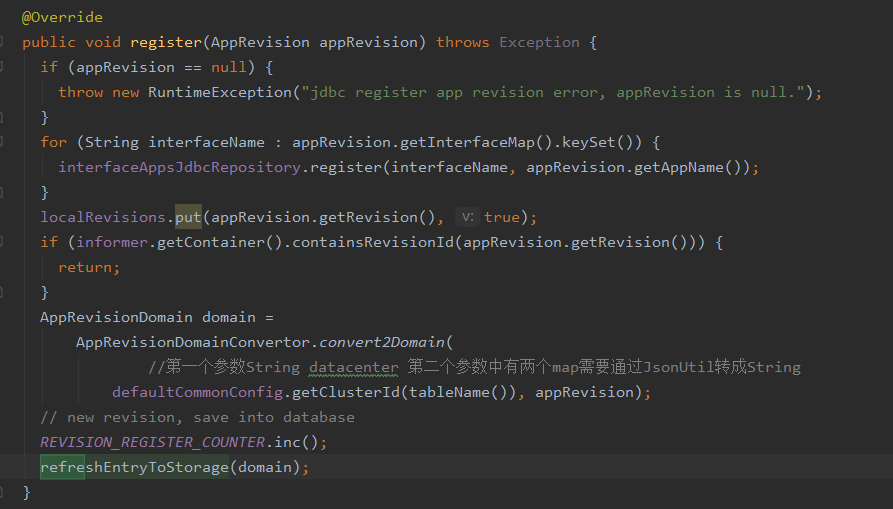 @Override
public void register(AppRevision appRevision) throws Exception {
if (appRevision == null) {
throw new RuntimeException("jdbc register app revision error, appRevision is null.");
}
for (String interfaceName : appRevision.getInterfaceMap().keySet()) {
interfaceAppsJdbcRepository.register(interfaceName, appRevision.getAppName());
}
localRevisions.put(appRevision.getRevision(), v: true);
if (informer.getContainer().containsRevisionId(appRevision.getRevision())) {
return;
}
AppRevisionDomain domain =
AppRevisionDomainConvertor.convert2Domain(
//第一个参数String datacenter 第二个参数中有两个map需要通过JsonUtil转成String
defaultCommonConfig.getClusterId(tableName()), appRevision);
// new revision, save into database
REVISION_REGISTER_COUNTER.inc();
refreshEntryToStorage(domain);
}